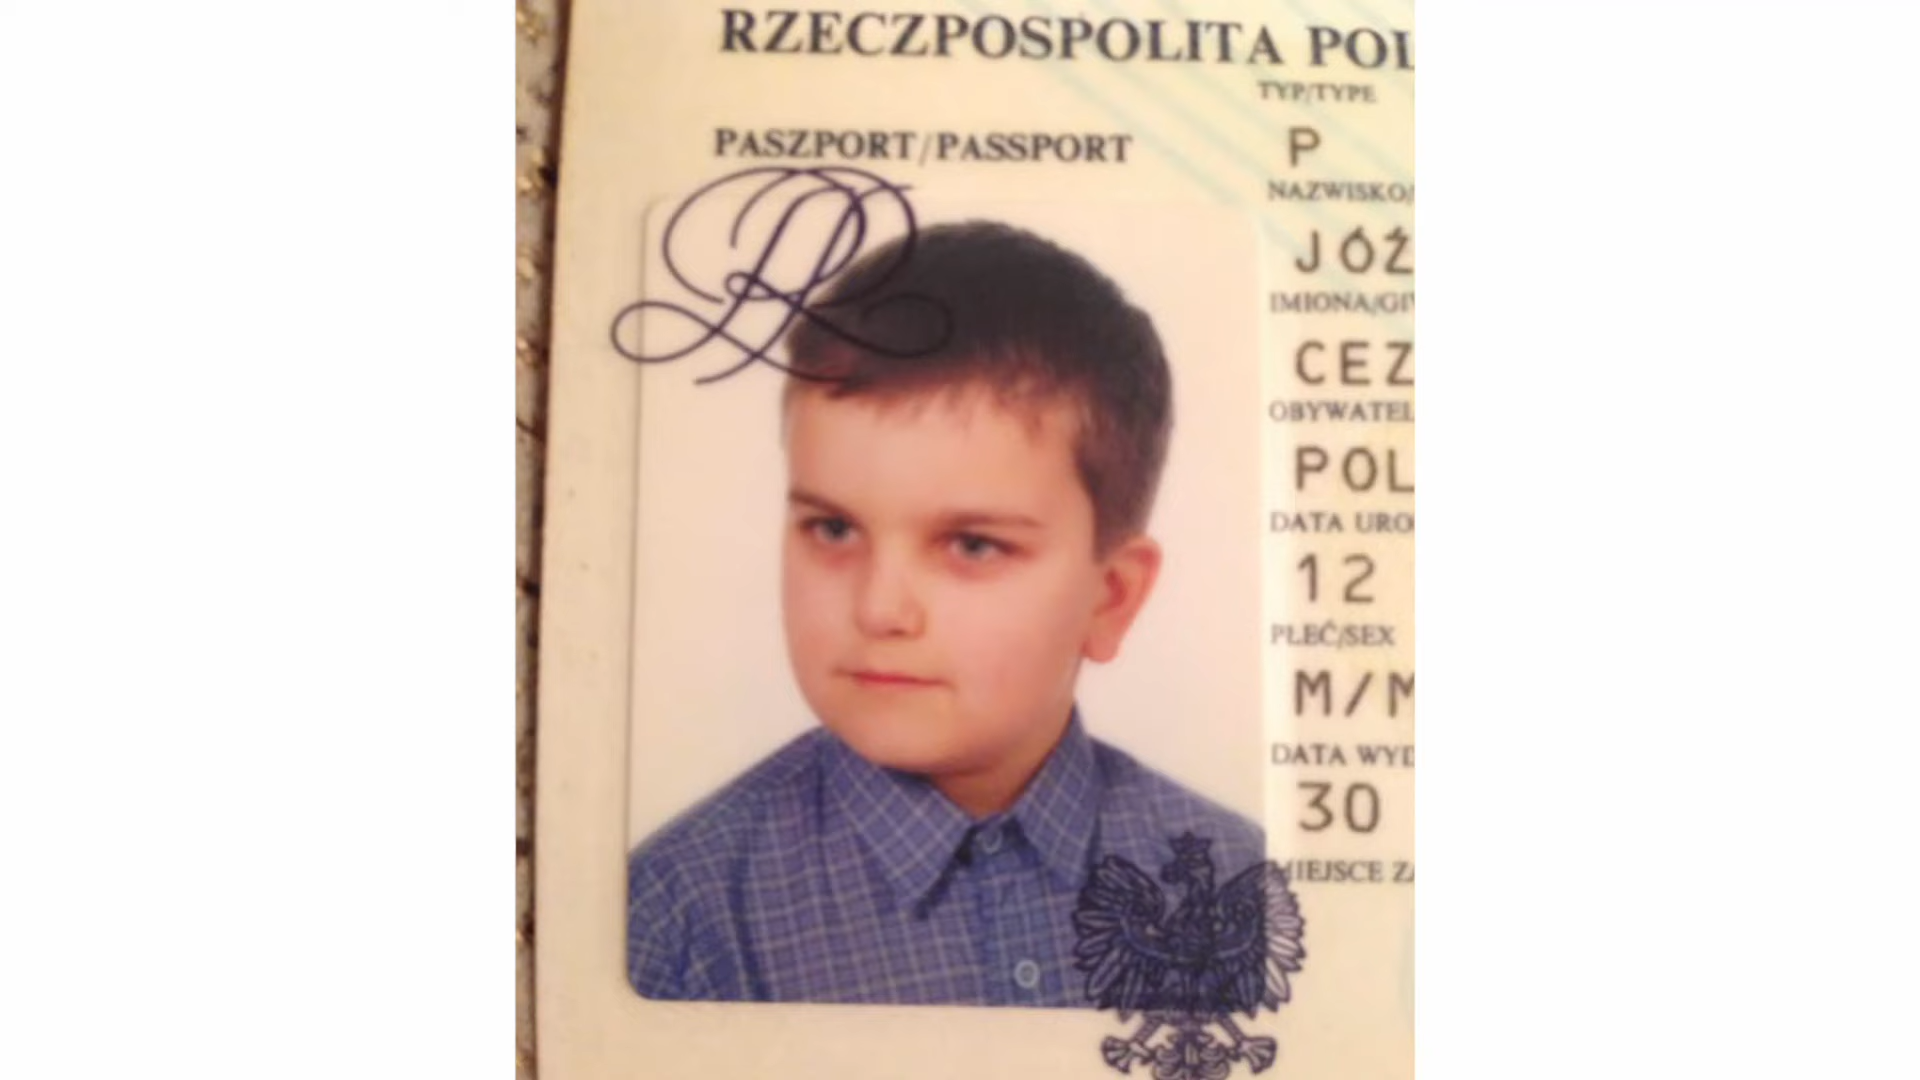 RZECZPOSPOLITA POL
TYP/TYPE
PASZPORT/PASSPORT P
NAZWISKO/
JÓŹ
IMIONA/GIV
CEZ
OBYWATEL
POL
DATA URO
12
PŁEĆ/SEX
M/M
DATA WYD
30
MIEJSCE ZA